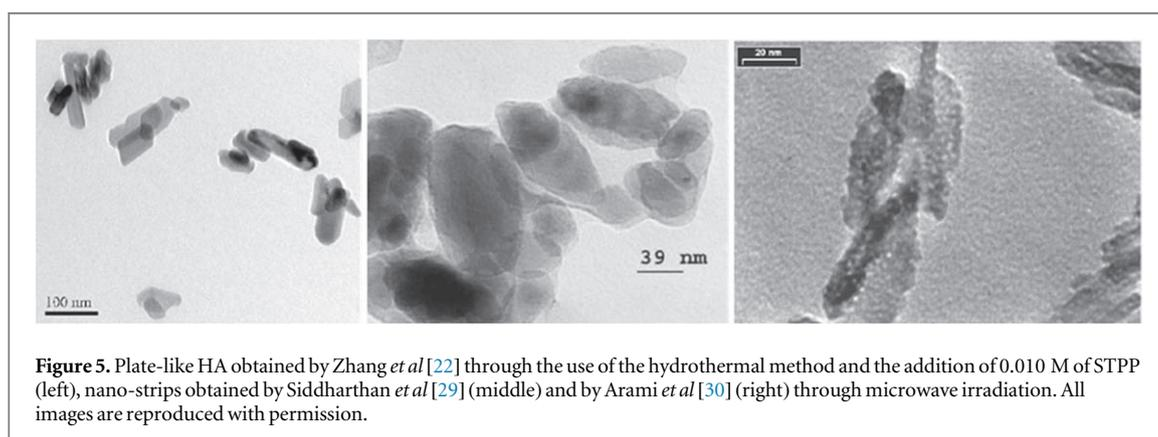 100 nm
39 nm
20 nm
Figure 5. Plate-like HA obtained by Zhang et al [22] through the use of the hydrothermal method and the addition of 0.010 M of STPP
(left), nano-strips obtained by Siddharthan et al [29] (middle) and by Arami et al [30] (right) through microwave irradiation. All
images are reproduced with permission.